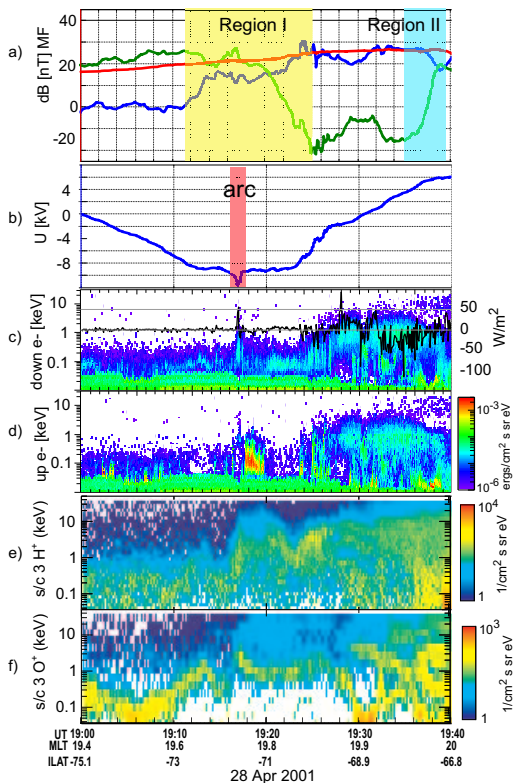 Region I Region II
a)
dB [nT] MF
40
20
0
-20
arc
b)
U [kV]
4
0
-4
-8
c)
down e- [keV]
10
1
0.1
50
0
-50
-100
W/m²
d)
up e- [keV]
10
1
0.1
10⁻³
10⁻⁶
ergs/cm² s sr eV
e)
s/c 3 H⁺ (keV)
10
1
0.1
10⁴
1
1/cm² s sr eV
f)
s/c 3 O⁺ (keV)
10
1
0.1
10³
1
1/cm² s sr eV
UT 19:00 19:10 19:20 19:30 19:40
MLT 19.4 19.6 19.8 19.9 20
ILAT -75.1 -73 -71 -68.9 -66.8
28 Apr 2001